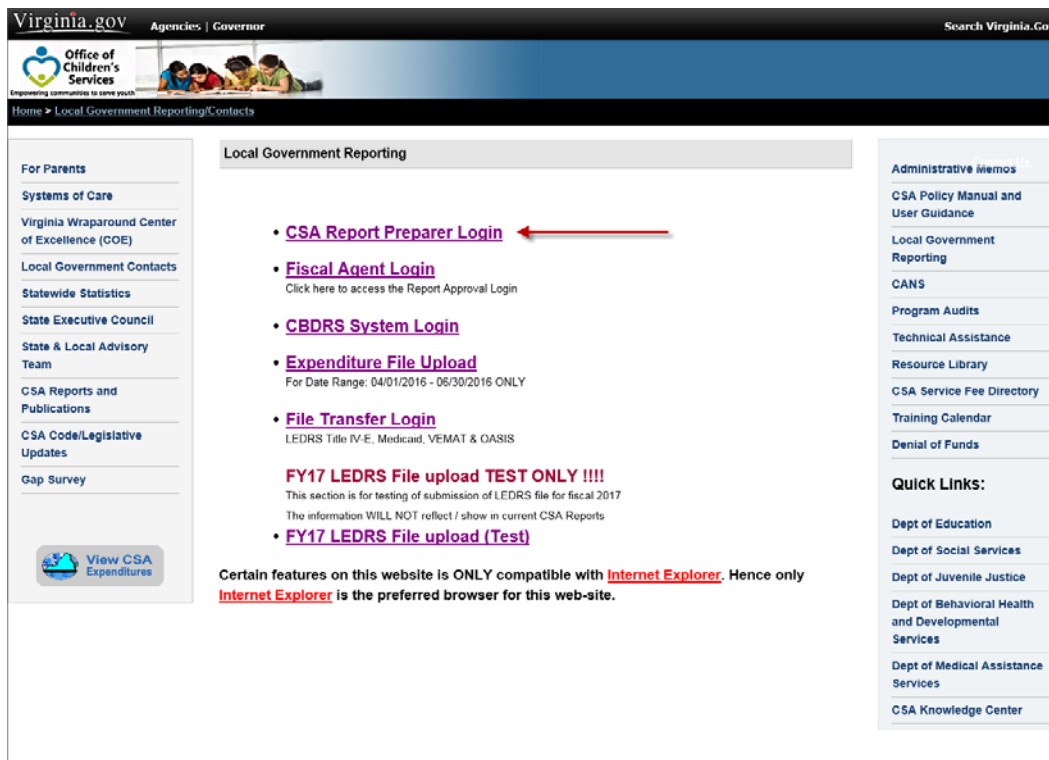 Virginia.gov Agencies | Governor Search Virginia.Go
Office of
Children's
Services
Empowering communities to serve youth
Home > Local Government Reporting/Contacts
For Parents
Systems of Care
Virginia Wraparound Center
of Excellence (COE)
Local Government Contacts
Statewide Statistics
State Executive Council
State & Local Advisory
Team
CSA Reports and
Publications
CSA Code/Legislative
Updates
Gap Survey
View CSA
Expenditures
Local Government Reporting
• CSA Report Preparer Login
• Fiscal Agent Login
Click here to access the Report Approval Login
• CBDRS System Login
• Expenditure File Upload
For Date Range: 04/01/2016 - 06/30/2016 ONLY
• File Transfer Login
LEDRS Title IV-E, Medicaid, VEMAT & OASIS
FY17 LEDRS File upload TEST ONLY !!!!
This section is for testing of submission of LEDRS file for fiscal 2017
The information WILL NOT reflect / show in current CSA Reports
• FY17 LEDRS File upload (Test)
Certain features on this website is ONLY compatible with Internet Explorer. Hence only
Internet Explorer is the preferred browser for this web-site.
Contact Us
Administrative Memos
CSA Policy Manual and
User Guidance
Local Government
Reporting
CANS
Program Audits
Technical Assistance
Resource Library
CSA Service Fee Directory
Training Calendar
Denial of Funds
Quick Links:
Dept of Education
Dept of Social Services
Dept of Juvenile Justice
Dept of Behavioral Health
and Developmental
Services
Dept of Medical Assistance
Services
CSA Knowledge Center